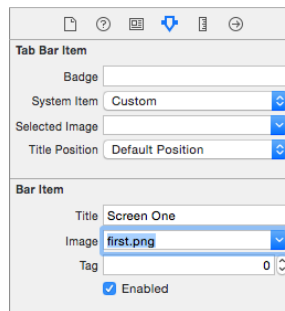 Tab Bar Item
Badge
System Item Custom
Selected Image
Title Position Default Position
Bar Item
Title Screen One
Image first.png
Tag 0
Enabled